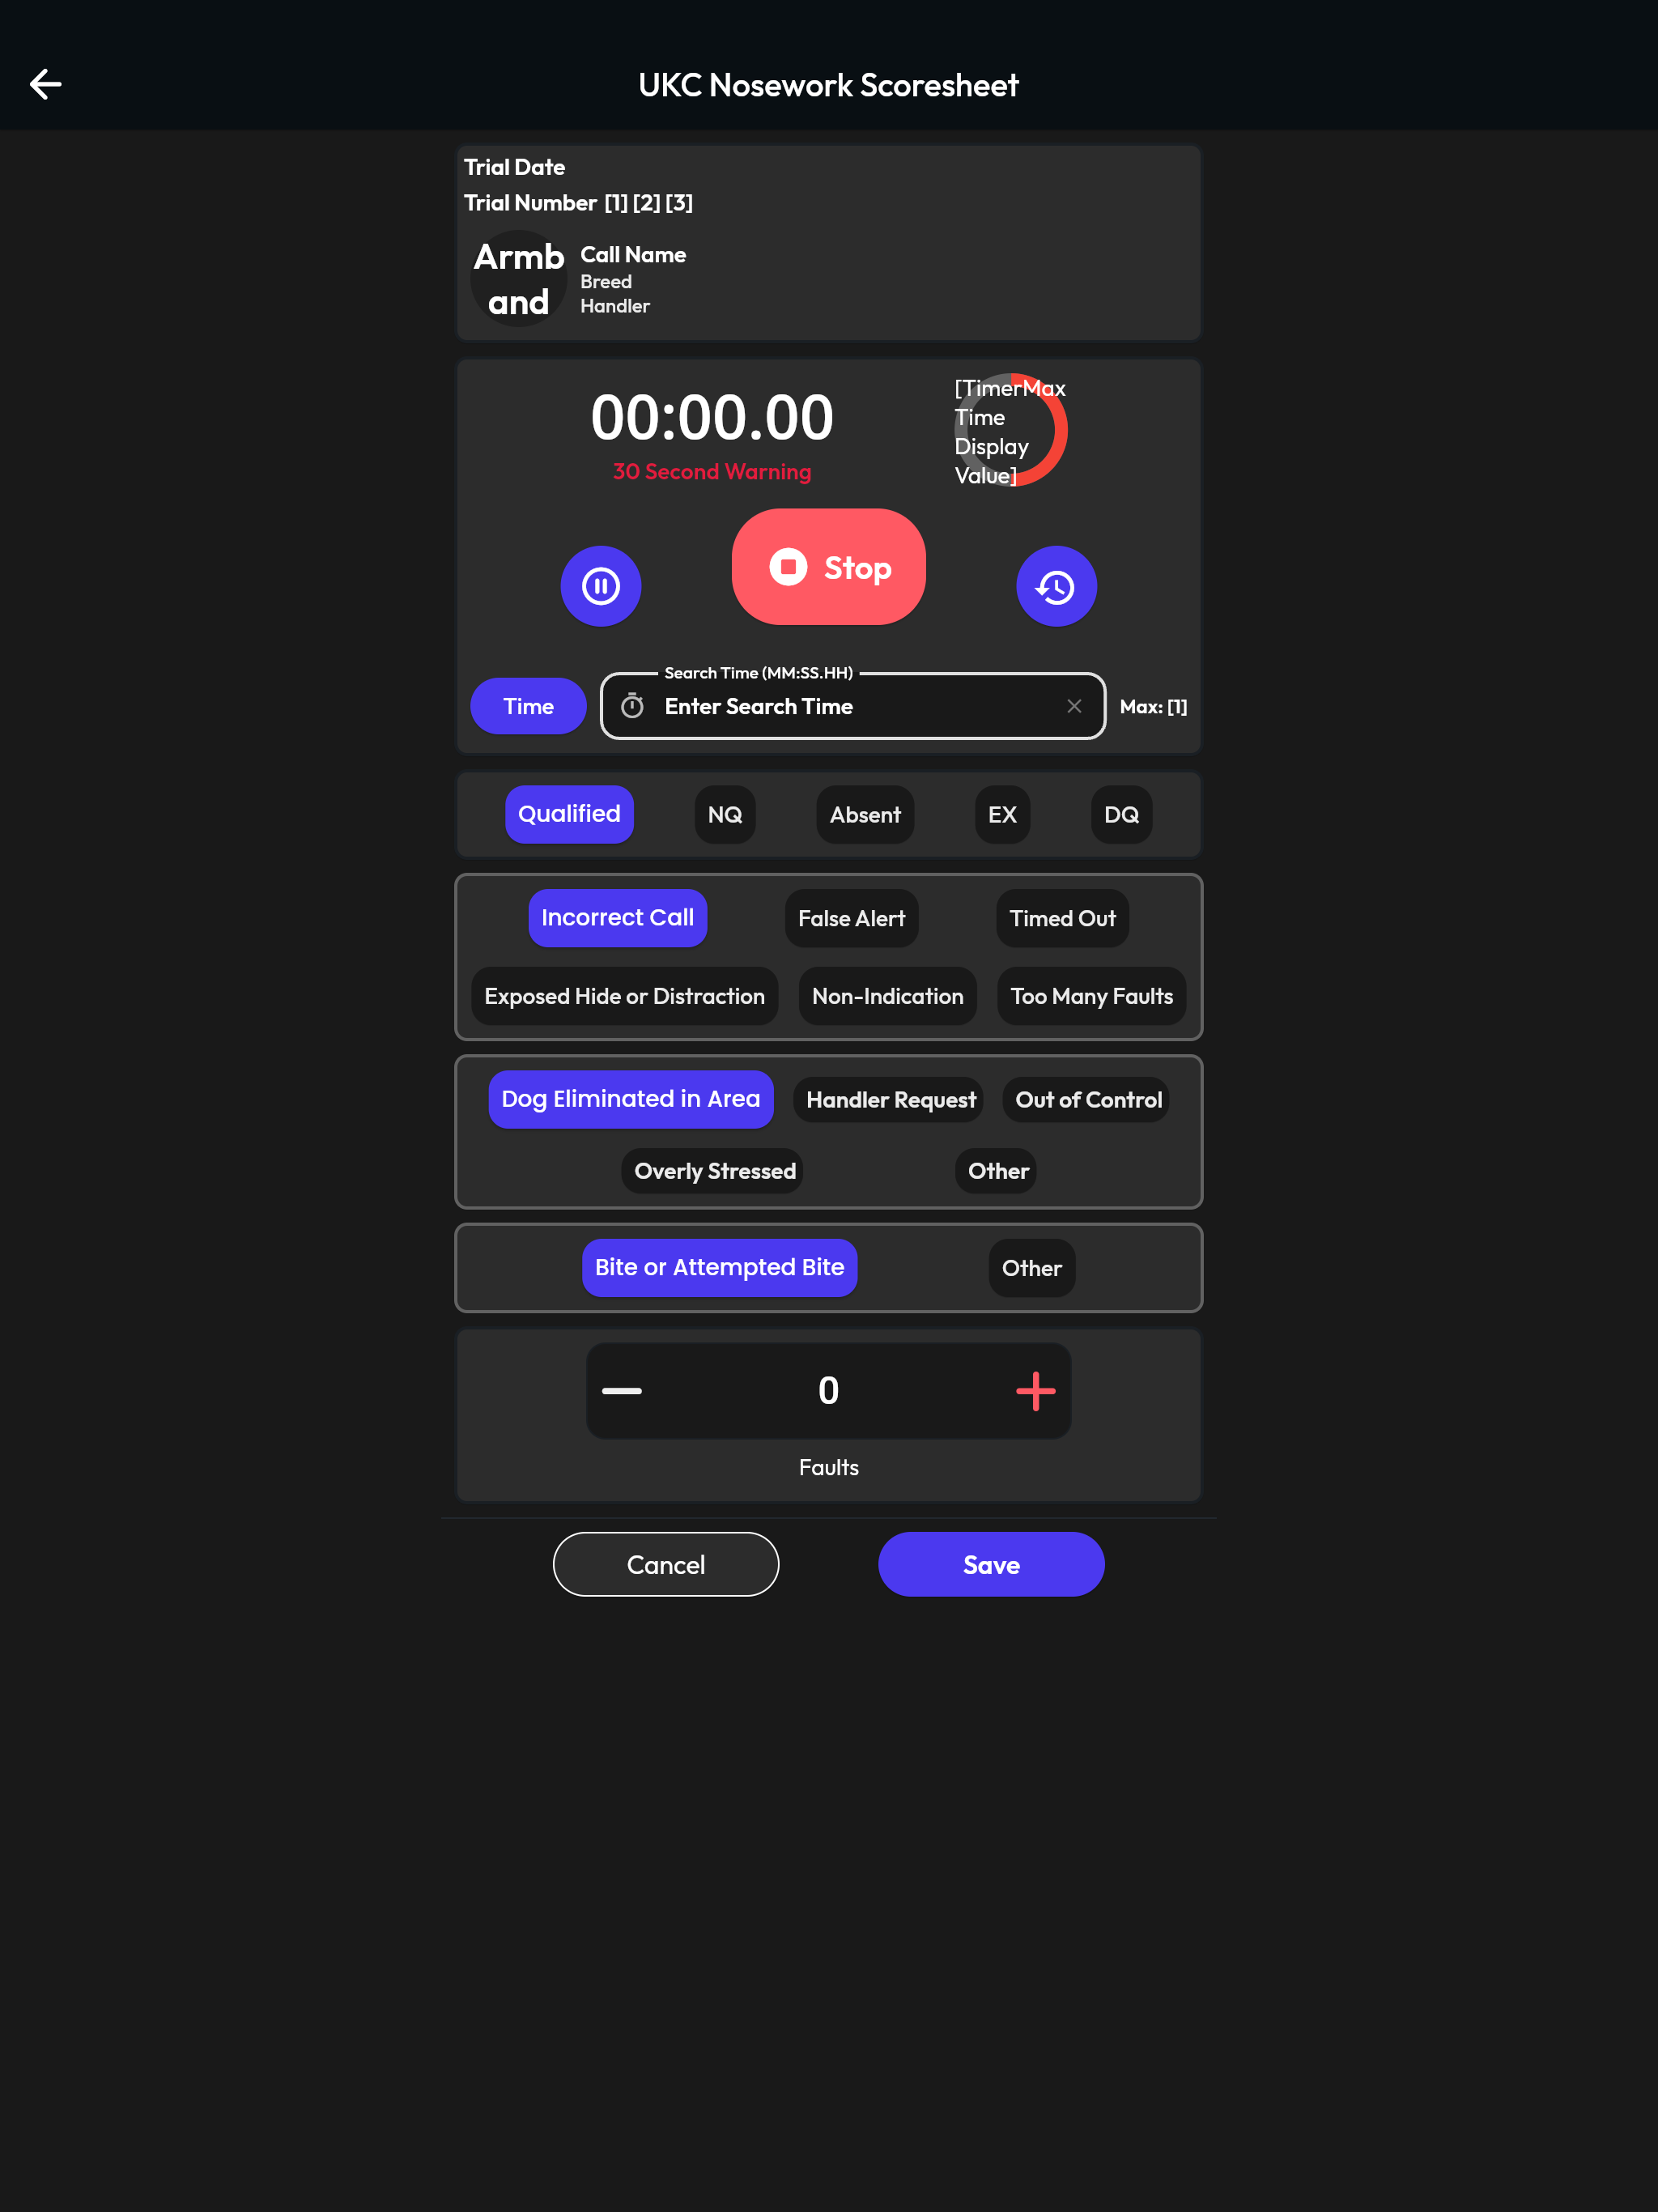 UKC Nosework Scoresheet
Trial Date
Trial Number [1] [2] [3]
Armb
and
Call Name
Breed
Handler
00:00.00
30 Second Warning
[TimerMax
Time
Display
Value]
Stop
Search Time (MM:SS.HH)
Time
Enter Search Time
Max: [1]
Qualified
NQ
Absent
EX
DQ
Incorrect Call
False Alert
Timed Out
Exposed Hide or Distraction
Non-Indication
Too Many Faults
Dog Eliminated in Area
Handler Request
Out of Control
Overly Stressed
Other
Bite or Attempted Bite
Other
0
Faults
Cancel
Save